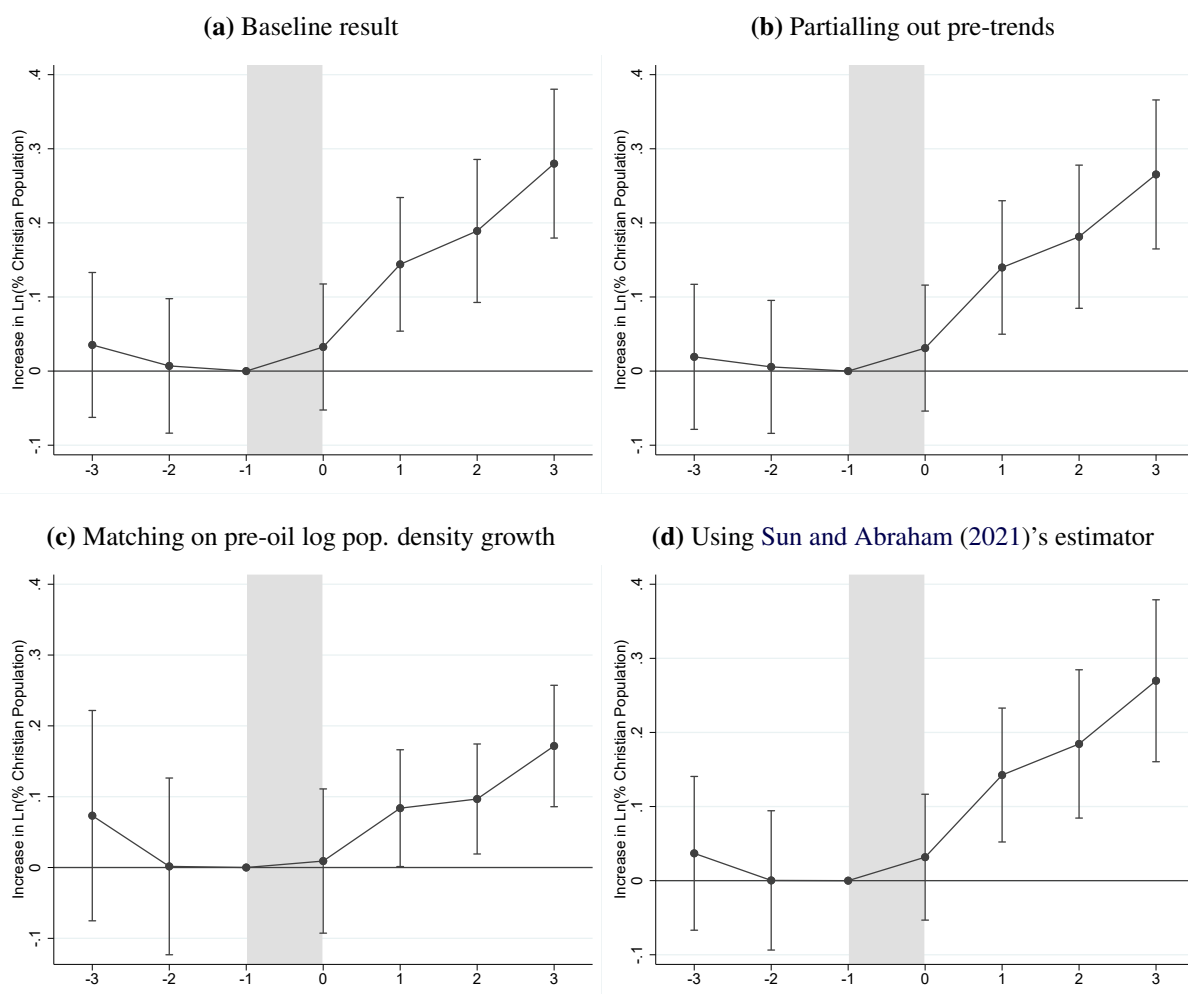 (a) Baseline result
Increase in Ln(% Christian Population)
.4
.3
.2
.1
0
-.1
-3 -2 -1 0 1 2 3
(b) Partialling out pre-trends
Increase in Ln(% Christian Population)
.4
.3
.2
.1
0
-.1
-3 -2 -1 0 1 2 3
(c) Matching on pre-oil log pop. density growth
Increase in Ln(% Christian Population)
.4
.3
.2
.1
0
-.1
-3 -2 -1 0 1 2 3
(d) Using Sun and Abraham (2021)'s estimator
Increase in Ln(% Christian Population)
.4
.3
.2
.1
0
-.1
-3 -2 -1 0 1 2 3